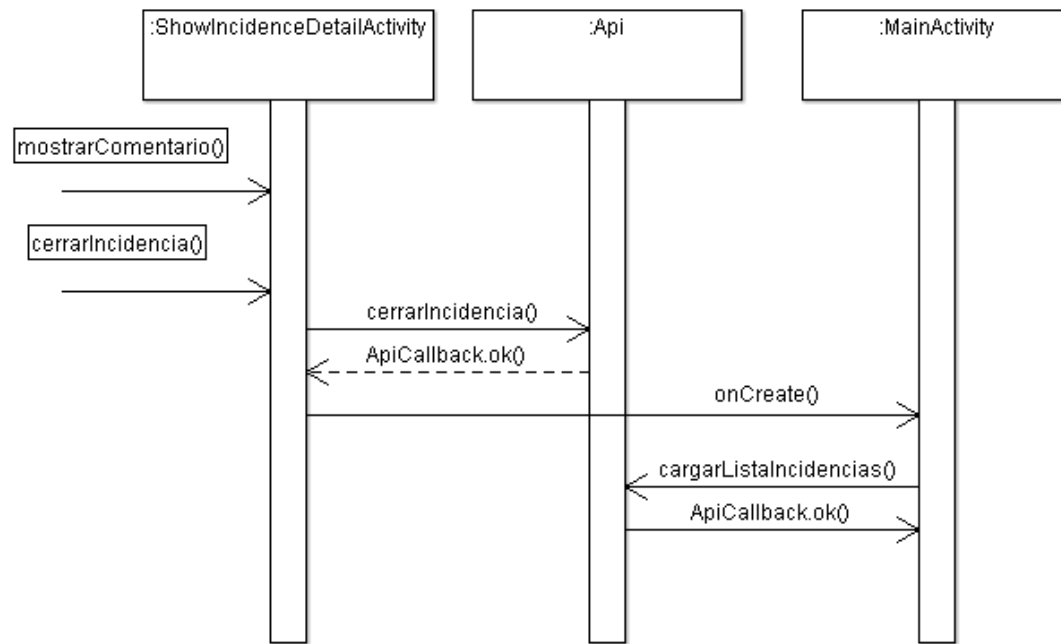 :ShowIncidenceDetailActivity
:Api
:MainActivity
mostrarComentario()
cerrarIncidencia()
cerrarIncidencia()
ApiCallback.ok()
onCreate()
cargarListaIncidencias()
ApiCallback.ok()